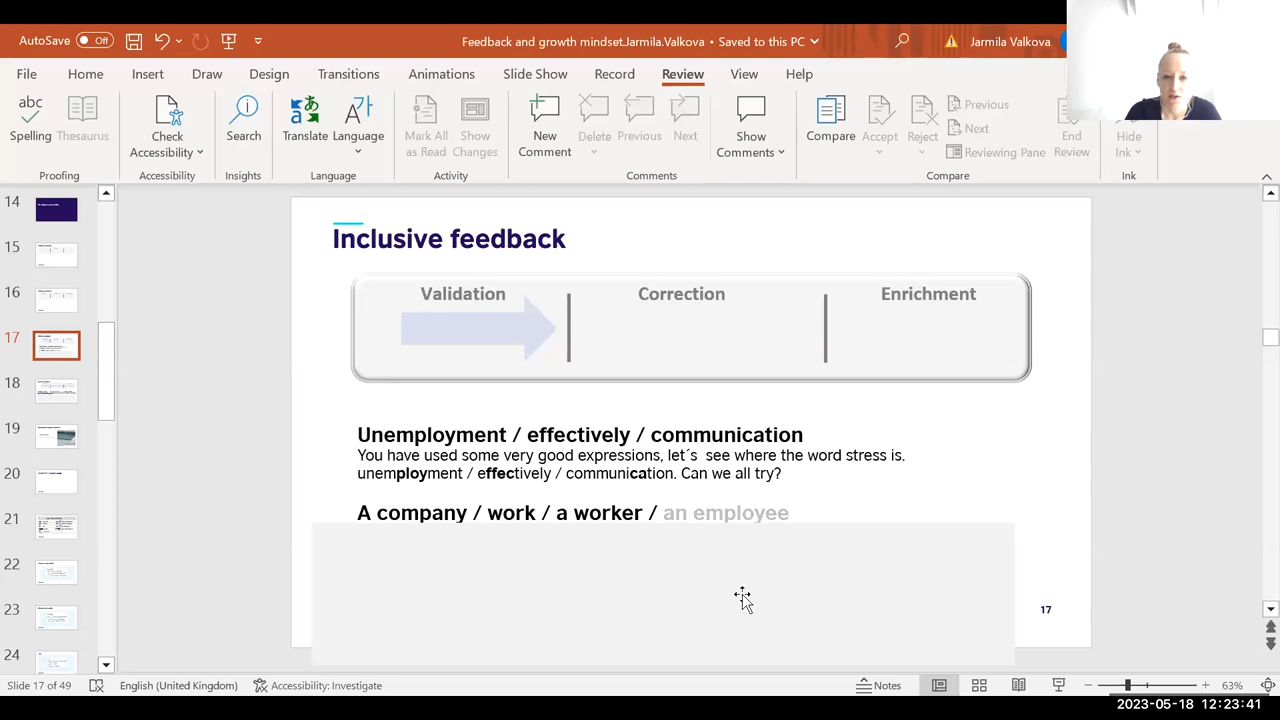 AutoSave Off
Feedback and growth mindset.Jarmila.Valkova • Saved to this PC
Jarmila Valkova
File Home Insert Draw Design Transitions Animations Slide Show Record Review View Help
abc
Spelling
Thesaurus
Proofing
Check Accessibility
Accessibility
Search
Insights
Translate
Language
Language
Mark All as Read
Show Changes
Activity
New Comment
Delete
Previous
Next
Show Comments
Comments
Compare
Accept
Reject
Previous
Next
Reviewing Pane
End Review
Compare
Hide Ink
Ink
14
15
16
17
18
19
20
21
22
23
24
Inclusive feedback
Validation Correction Enrichment
Unemployment / effectively / communication
You have used some very good expressions, let´s see where the word stress is.
unemployment / effectively / communication. Can we all try?
A company / work / a worker / an employee
17
Slide 17 of 49 English (United Kingdom) Accessibility: Investigate Notes 63%
2023-05-18 12:23:41